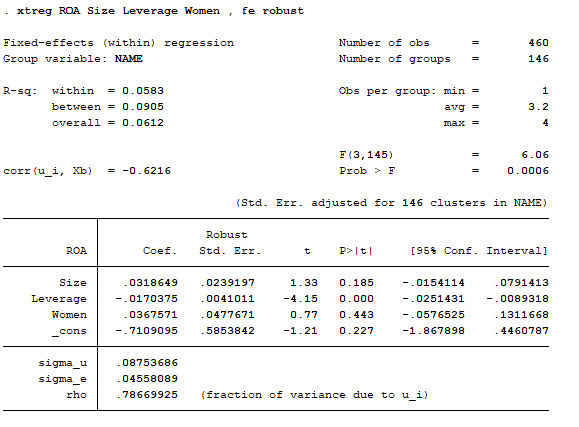 . xtreg ROA Size Leverage Women , fe robust
Fixed-effects (within) regression Number of obs = 460
Group variable: NAME Number of groups = 146
R-sq: within = 0.0583 Obs per group: min = 1
between = 0.0905 avg = 3.2
overall = 0.0612 max = 4
F(3,145) = 6.06
corr(u_i, Xb) = -0.6216 Prob > F = 0.0006
(Std. Err. adjusted for 146 clusters in NAME)
Robust
ROA Coef. Std. Err. t P>|t| [95% Conf. Interval]
Size .0318649 .0239197 1.33 0.185 -.0154114 .0791413
Leverage -.0170375 .0041011 -4.15 0.000 -.0251431 -.0089318
Women .0367571 .0477671 0.77 0.443 -.0576525 .1311668
_cons -.7109095 .5853842 -1.21 0.227 -1.867898 .4460787
sigma_u .08753686
sigma_e .04558089
rho .78669925 (fraction of variance due to u_i)